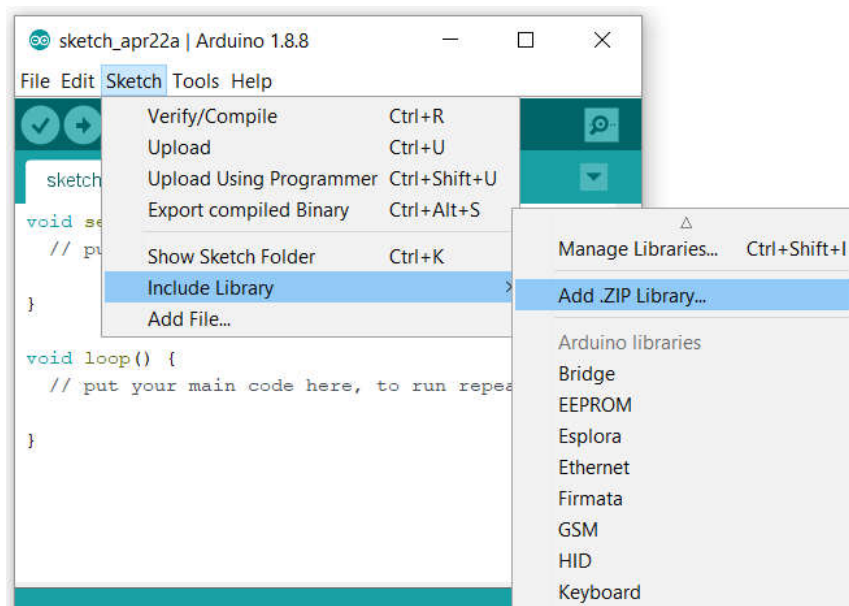 sketch_apr22a | Arduino 1.8.8
File Edit Sketch Tools Help
Verify/Compile Ctrl+R
Upload Ctrl+U
Upload Using Programmer Ctrl+Shift+U
Export compiled Binary Ctrl+Alt+S
Show Sketch Folder Ctrl+K
Include Library
Add File...
Manage Libraries... Ctrl+Shift+I
Add .ZIP Library...
Arduino libraries
Bridge
EEPROM
Esplora
Ethernet
Firmata
GSM
HID
Keyboard
sketch
void se
// pu
}
void loop() {
// put your main code here, to run repea
}